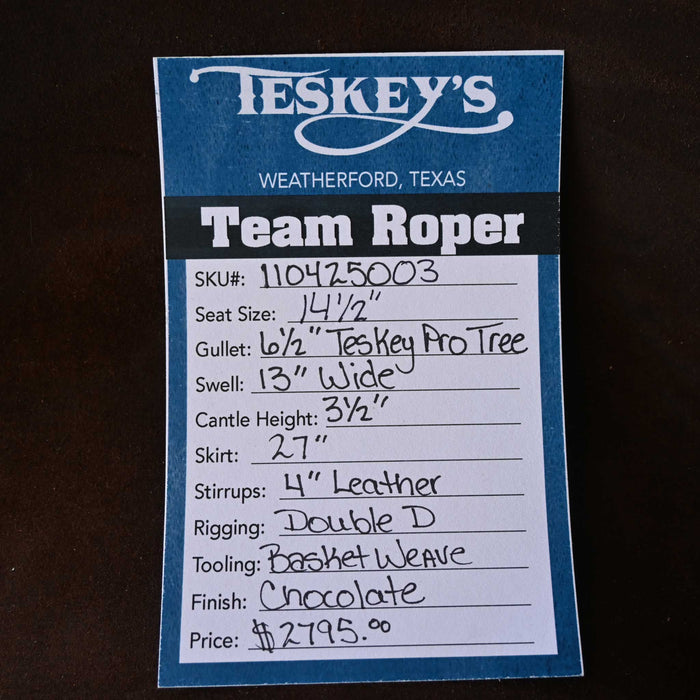 TESKEY'S
WEATHERFORD, TEXAS
Team Roper
SKU#: 110425003
Seat Size: 14½"
Gullet: 6½" Teskey Pro Tree
Swell: 13" Wide
Cantle Height: 3½"
Skirt: 27"
Stirrups: 4" Leather
Rigging: Double D
Tooling: Basket Weave
Finish: Chocolate
Price: $2795.00